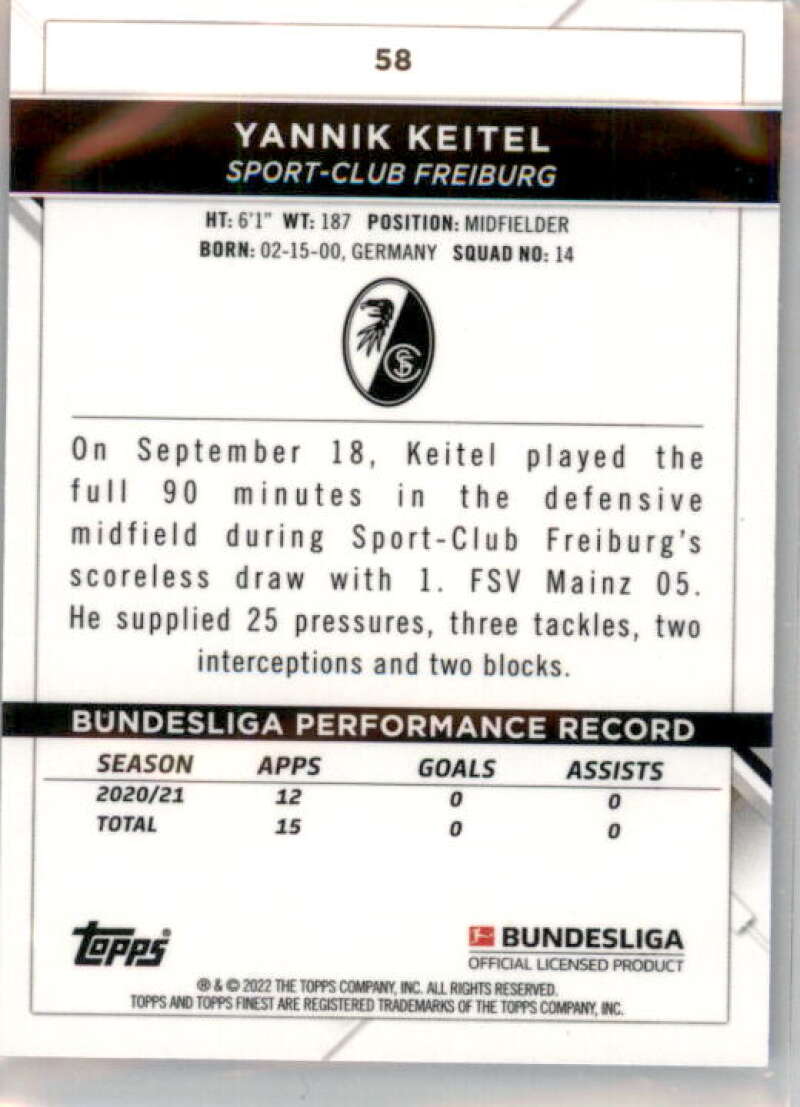 58
YANNIK KEITEL
SPORT-CLUB FREIBURG
HT: 6'1" WT: 187 POSITION: MIDFIELDER
BORN: 02-15-00, GERMANY SQUAD NO: 14
SC
On September 18, Keitel played the
full 90 minutes in the defensive
midfield during Sport-Club Freiburg's
scoreless draw with 1. FSV Mainz 05.
He supplied 25 pressures, three tackles, two
interceptions and two blocks.
BUNDESLIGA PERFORMANCE RECORD
SEASON APPS GOALS ASSISTS
2020/21 12 0 0
TOTAL 15 0 0
Topps®
BUNDESLIGA
OFFICIAL LICENSED PRODUCT
® & © 2022 THE TOPPS COMPANY, INC. ALL RIGHTS RESERVED.
TOPPS AND TOPPS FINEST ARE REGISTERED TRADEMARKS OF THE TOPPS COMPANY, INC.